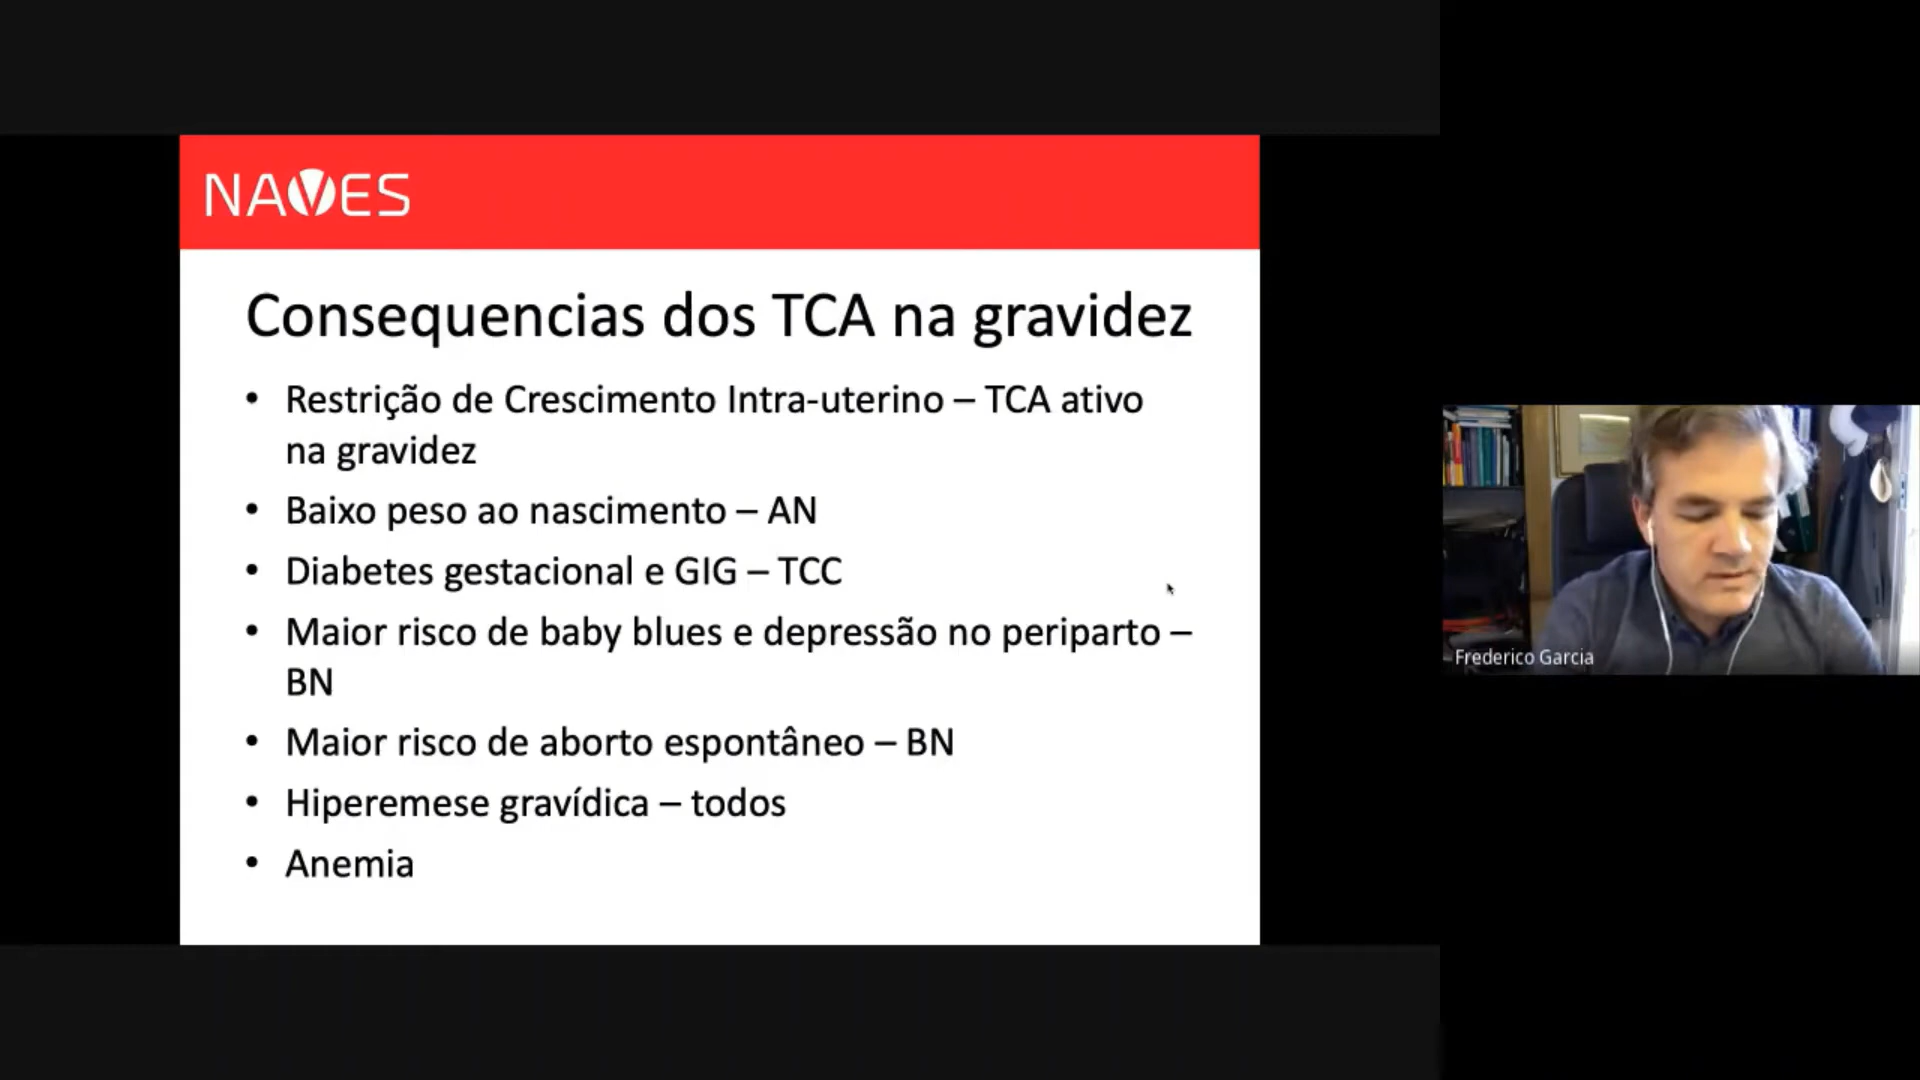 NAVES
Consequencias dos TCA na gravidez
• Restrição de Crescimento Intra-uterino – TCA ativo
na gravidez
• Baixo peso ao nascimento – AN
• Diabetes gestacional e GIG – TCC
• Maior risco de baby blues e depressão no periparto –
BN
• Maior risco de aborto espontâneo – BN
• Hiperemese gravídica – todos
• Anemia
Frederico Garcia